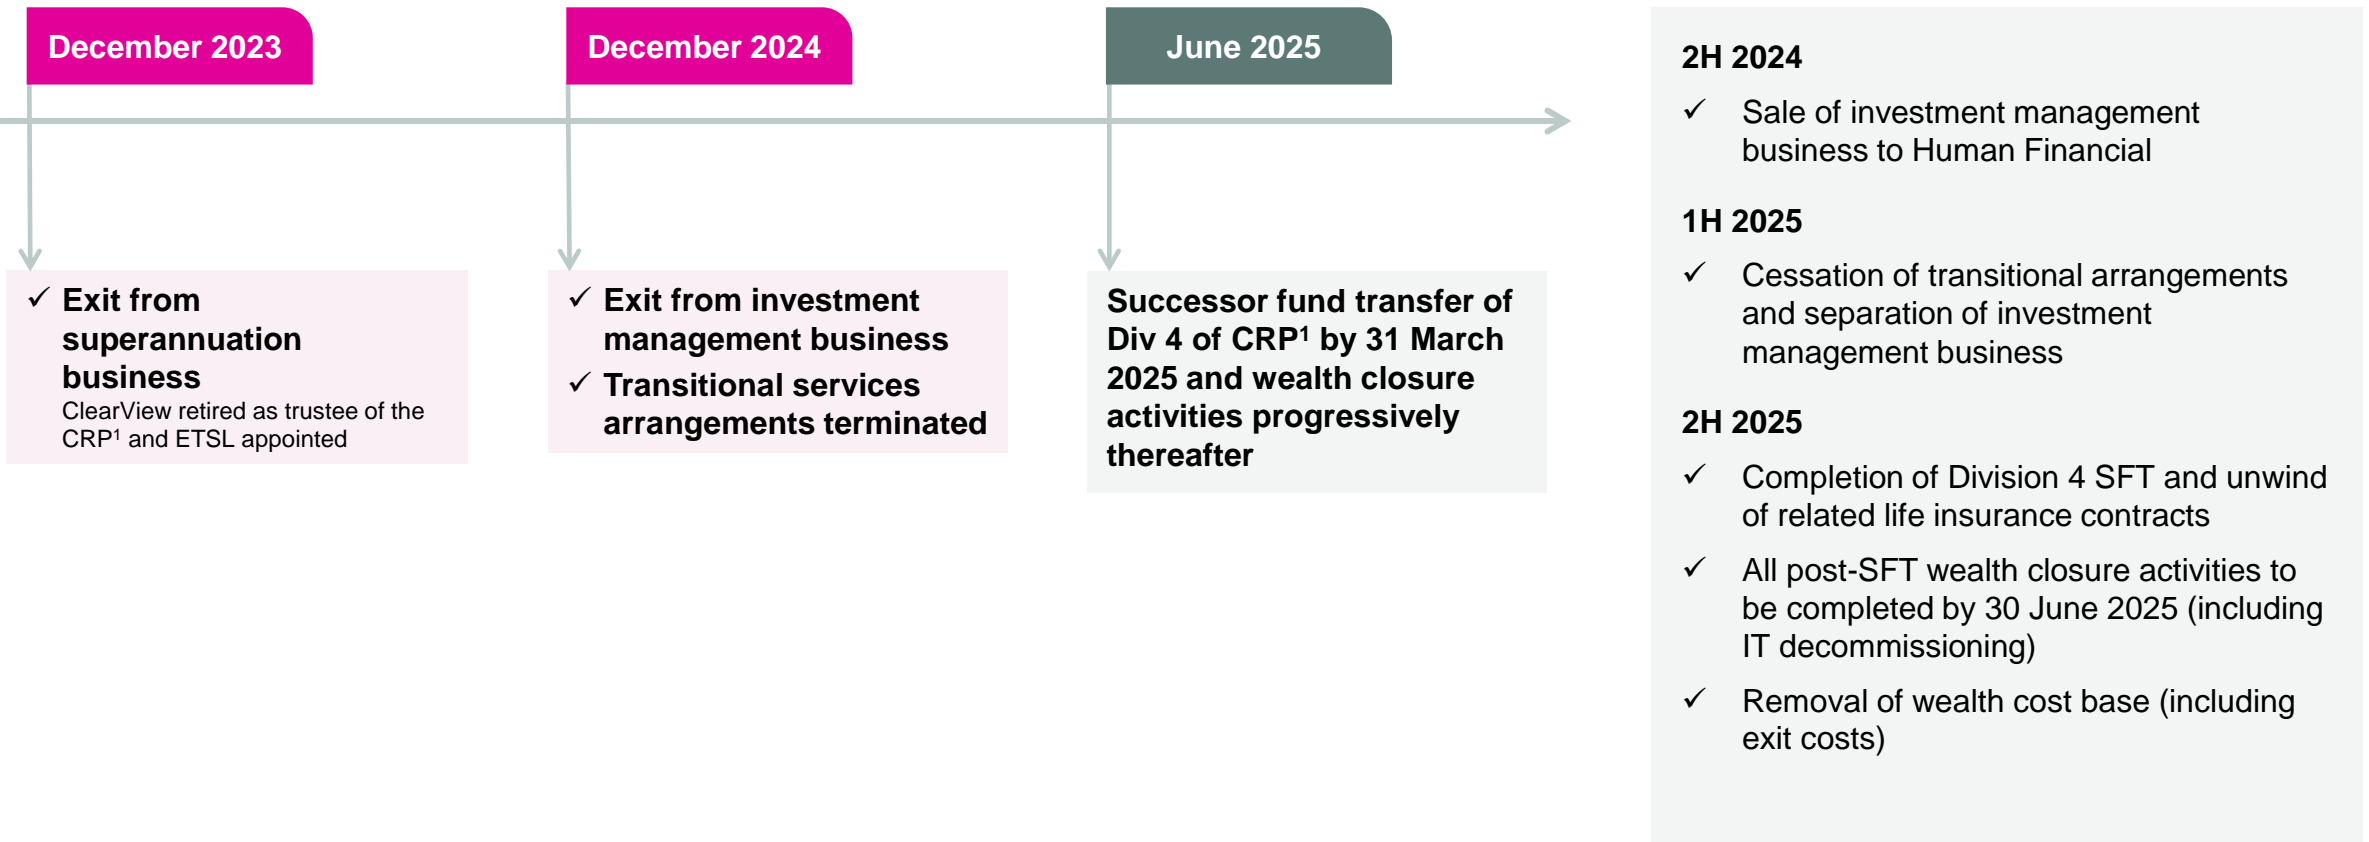 December 2023
✓ Exit from
superannuation
business
ClearView retired as trustee of the
CRP¹ and ETSL appointed
December 2024
✓ Exit from investment
management business
✓ Transitional services
arrangements terminated
June 2025
Successor fund transfer of
Div 4 of CRP¹ by 31 March
2025 and wealth closure
activities progressively
thereafter
2H 2024
✓ Sale of investment management
business to Human Financial
1H 2025
✓ Cessation of transitional arrangements
and separation of investment
management business
2H 2025
✓ Completion of Division 4 SFT and unwind
of related life insurance contracts
✓ All post-SFT wealth closure activities to
be completed by 30 June 2025 (including
IT decommissioning)
✓ Removal of wealth cost base (including
exit costs)